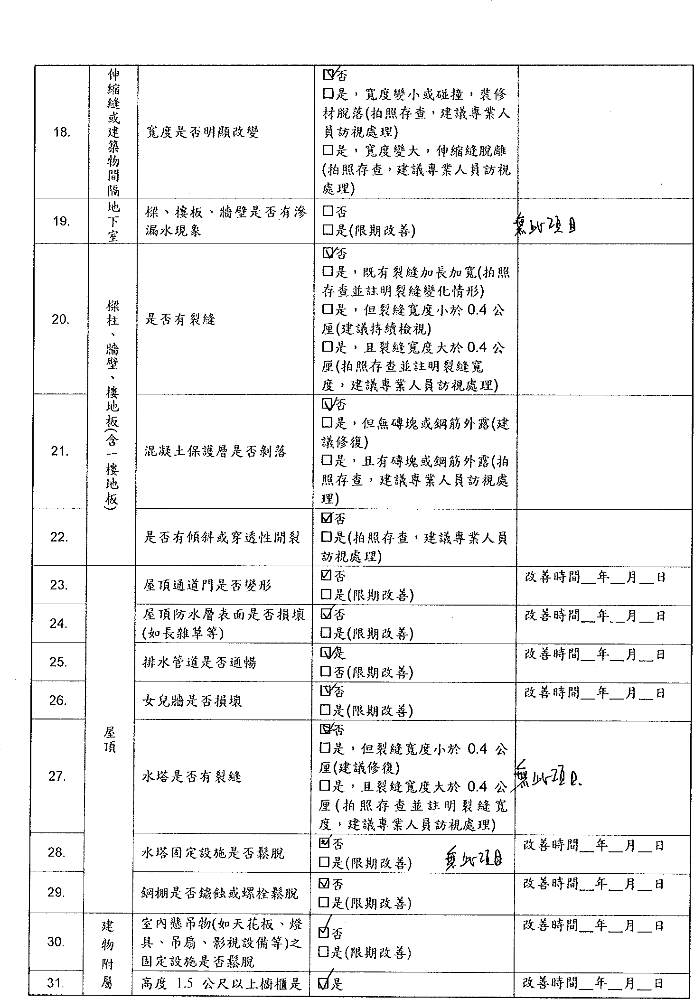 伸縮縫或建築物間隔
18.
寬度是否明顯改變
☑否
□是，寬度變小或碰撞，裝修
材脫落(拍照存查，建議專業人
員訪視處理)
□是，寬度變大，伸縮縫脫離
(拍照存查，建議專業人員訪視
處理)
19.
地下室
樑、樓板、牆壁是否有滲
漏水現象
□否
□是(限期改善)
無此項目
樑柱、牆壁、樓地板(含一樓地板)
20.
是否有裂縫
☑否
□是，既有裂縫加長加寬(拍照
存查並註明裂縫變化情形)
□是，但裂縫寬度小於 0.4 公
厘(建議持續檢視)
□是，且裂縫寬度大於 0.4 公
厘(拍照存查並註明裂縫寬
度，建議專業人員訪視處理)
21.
混凝土保護層是否剝落
☑否
□是，但無磚塊或鋼筋外露(建
議修復)
□是，且有磚塊或鋼筋外露(拍
照存查，建議專業人員訪視處
理)
22.
是否有傾斜或穿透性開裂
☑否
□是(拍照存查，建議專業人員
訪視處理)
屋頂
23.
屋頂通道門是否變形
☑否
□是(限期改善)
改善時間__年__月__日
24.
屋頂防水層表面是否損壞
(如長雜草等)
☑否
□是(限期改善)
改善時間__年__月__日
25.
排水管道是否通暢
☑是
□否(限期改善)
改善時間__年__月__日
26.
女兒牆是否損壞
☑否
□是(限期改善)
改善時間__年__月__日
27.
水塔是否有裂縫
☑否
□是，但裂縫寬度小於 0.4 公
厘(建議修復)
□是，且裂縫寬度大於 0.4 公
厘(拍照存查並註明裂縫寬
度，建議專業人員訪視處理)
無此項目.
28.
水塔固定設施是否鬆脫
☑否
□是(限期改善) 無此項目
改善時間__年__月__日
29.
鋼棚是否鏽蝕或螺栓鬆脫
☑否
□是(限期改善)
改善時間__年__月__日
建物附屬
30.
室內懸吊物(如天花板、燈
具、吊扇、影視設備等)之
固定設施是否鬆脫
☑否
□是(限期改善)
改善時間__年__月__日
31.
高度 1.5 公尺以上櫥櫃是
☑是
改善時間__年__月__日